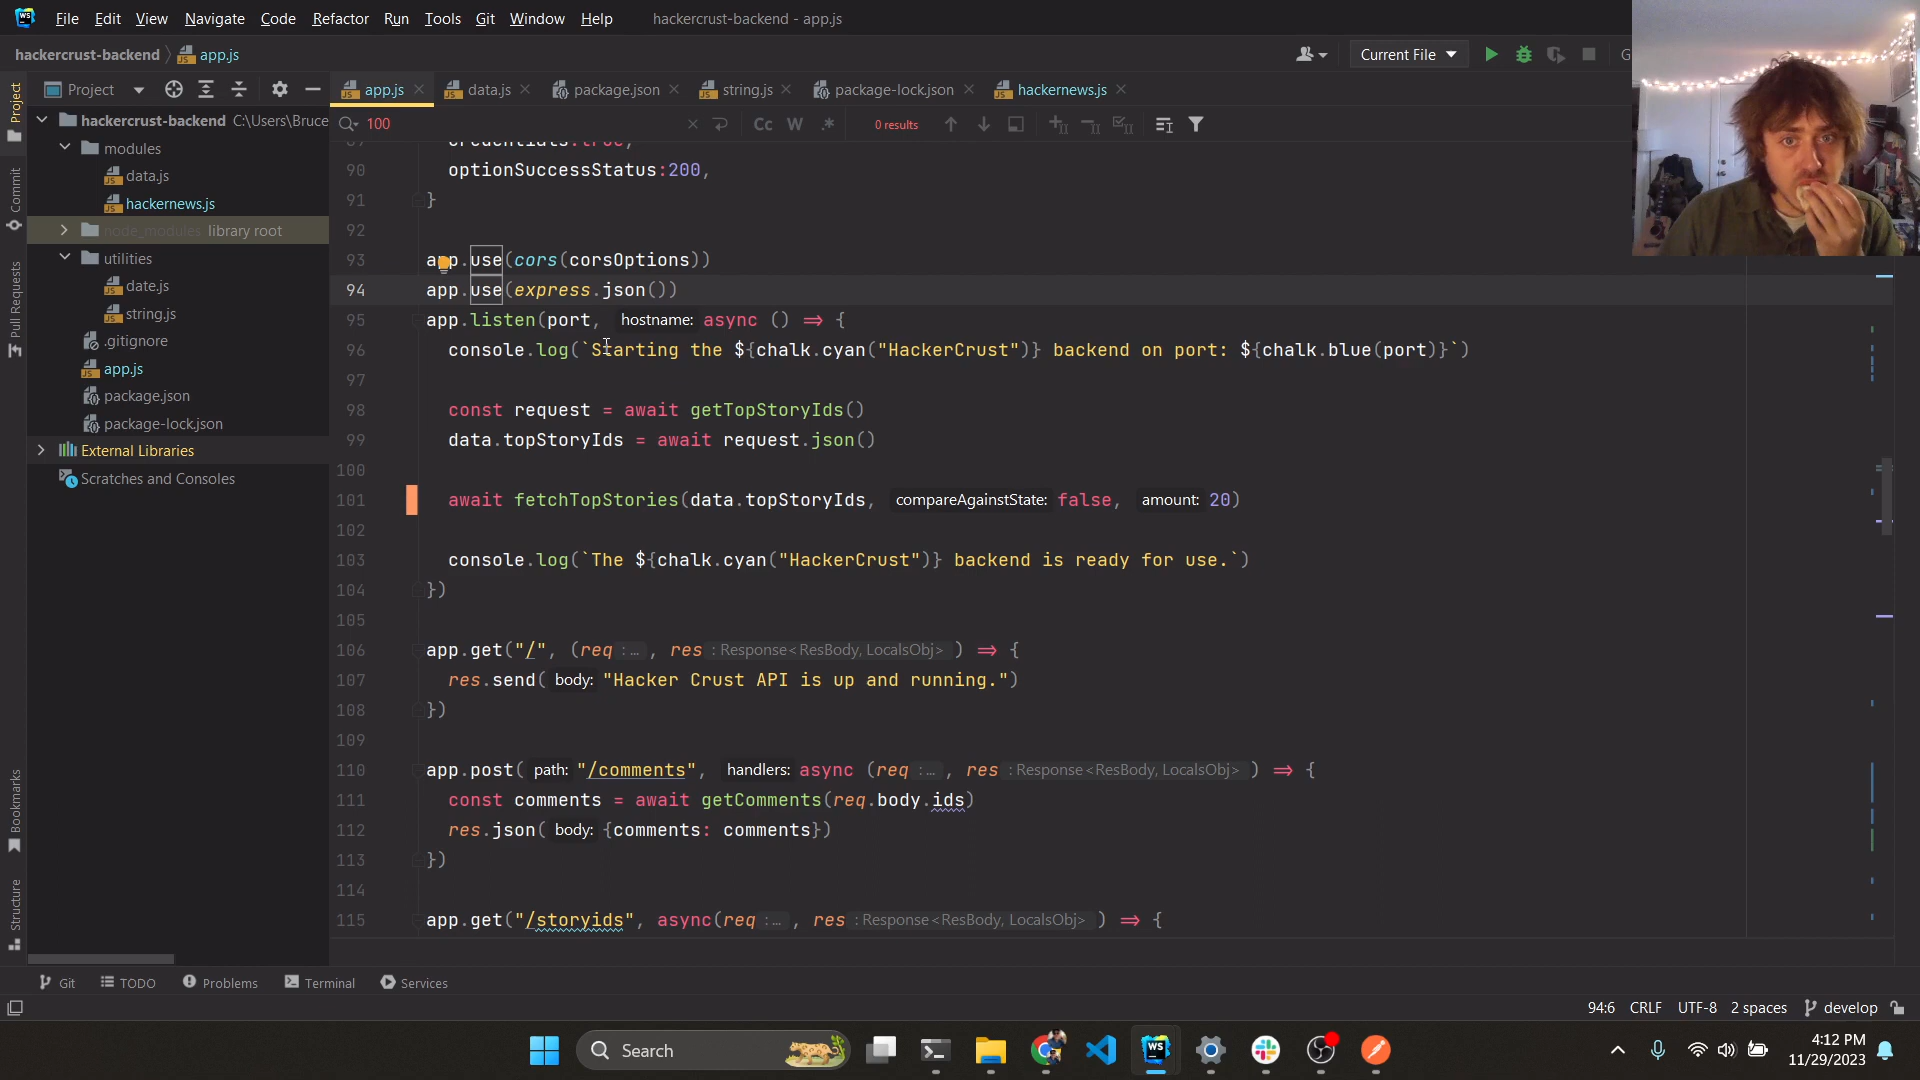 File Edit View Navigate Code Refactor Run Tools Git Window Help hackercrust-backend - app.js
hackercrust-backend app.js Current File
Project app.js data.js package.json string.js package-lock.json hackernews.js
hackercrust-backend C:\Users\Bruce 100 Cc W .* 0 results
modules
data.js
hackernews.js
node_modules library root
utilities
date.js
string.js
.gitignore
app.js
package.json
package-lock.json
External Libraries
Scratches and Consoles
Project
Commit
Pull Requests
Bookmarks
Structure
credentials:true,
90 optionSuccessStatus:200,
91 }
92
93 app.use(cors(corsOptions))
94 app.use(express.json())
95 app.listen(port, hostname: async () => {
96 console.log(`Starting the ${chalk.cyan("HackerCrust")} backend on port: ${chalk.blue(port)}`)
97
98 const request = await getTopStoryIds()
99 data.topStoryIds = await request.json()
100
101 await fetchTopStories(data.topStoryIds, compareAgainstState: false, amount: 20)
102
103 console.log(`The ${chalk.cyan("HackerCrust")} backend is ready for use.`)
104 })
105
106 app.get("/", (req :... , res :Response<ResBody, LocalsObj> ) => {
107 res.send( body: "Hacker Crust API is up and running.")
108 })
109
110 app.post( path: "/comments", handlers: async (req :... , res :Response<ResBody, LocalsObj> ) => {
111 const comments = await getComments(req.body.ids)
112 res.json( body: {comments: comments})
113 })
114
115 app.get("/storyids", async(req :... , res :Response<ResBody, LocalsObj> ) => {
Git TODO Problems Terminal Services
94:6 CRLF UTF-8 2 spaces develop
Search
WS
4:12 PM
11/29/2023